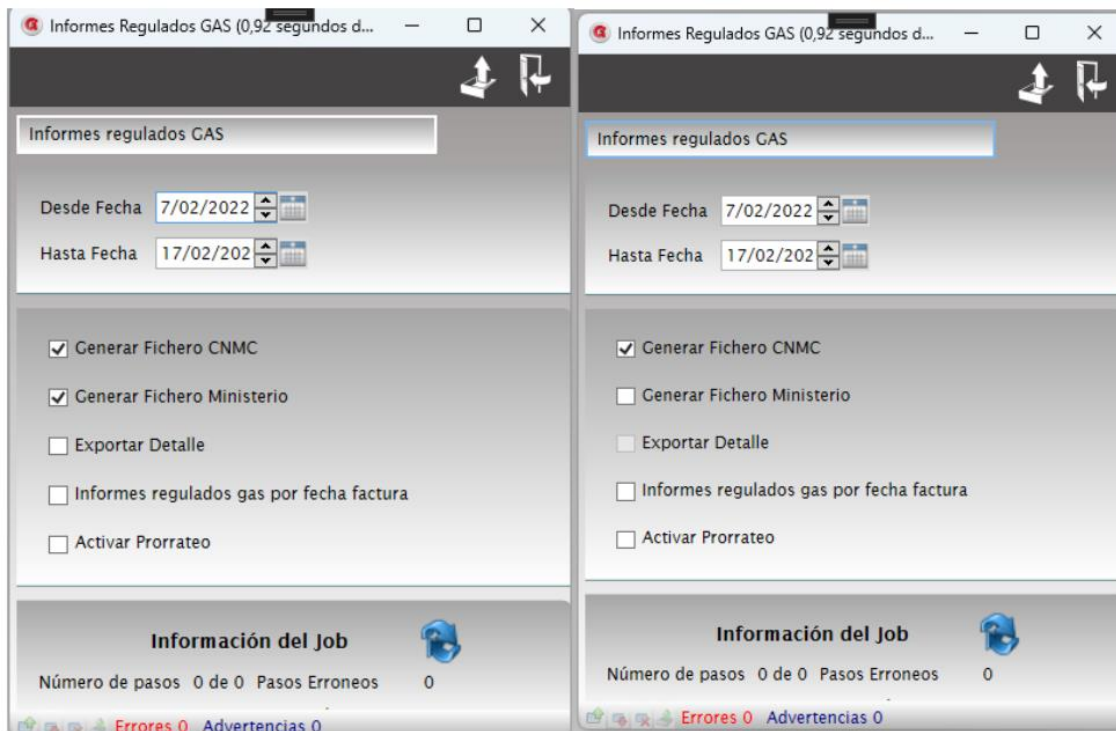 Informes Regulados GAS (0,92 segundos d...
Informes regulados GAS
Desde Fecha 7/02/2022
Hasta Fecha 17/02/202
Generar Fichero CNMC
Generar Fichero Ministerio
Exportar Detalle
Informes regulados gas por fecha factura
Activar Prorrateo
Información del Job
Número de pasos 0 de 0 Pasos Erroneos 0
Errores 0 Advertencias 0
Informes Regulados GAS (0,92 segundos d...
Informes regulados GAS
Desde Fecha 7/02/2022
Hasta Fecha 17/02/202
Generar Fichero CNMC
Generar Fichero Ministerio
Exportar Detalle
Informes regulados gas por fecha factura
Activar Prorrateo
Información del Job
Número de pasos 0 de 0 Pasos Erroneos 0
Errores 0 Advertencias 0